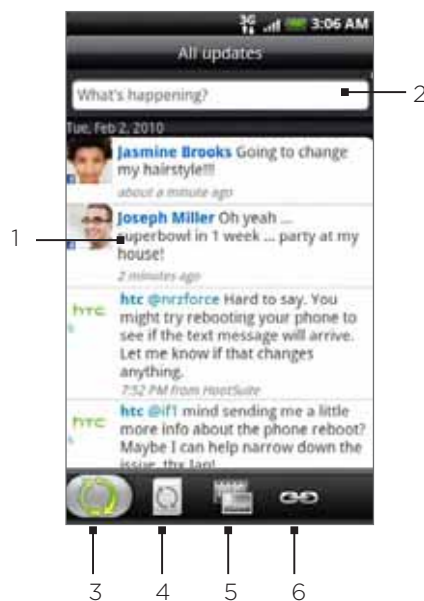 3G 3:06 AM
All updates
What's happening?
2
Tue, Feb 2, 2010
Jasmine Brooks Going to change
my hairstyle!!!
about a minute ago
1
Joseph Miller Oh yeah ...
superbowl in 1 week ... party at my
house!
2 minutes ago
htc
htc @nrzforce Hard to say. You
might try rebooting your phone to
see if the text message will arrive.
Let me know if that changes
anything.
7:52 PM from HootSuite
htc
htc @if1 mind sending me a little
more info about the phone reboot?
Maybe I can help narrow down the
issue, thx Ian!
3 4 5 6